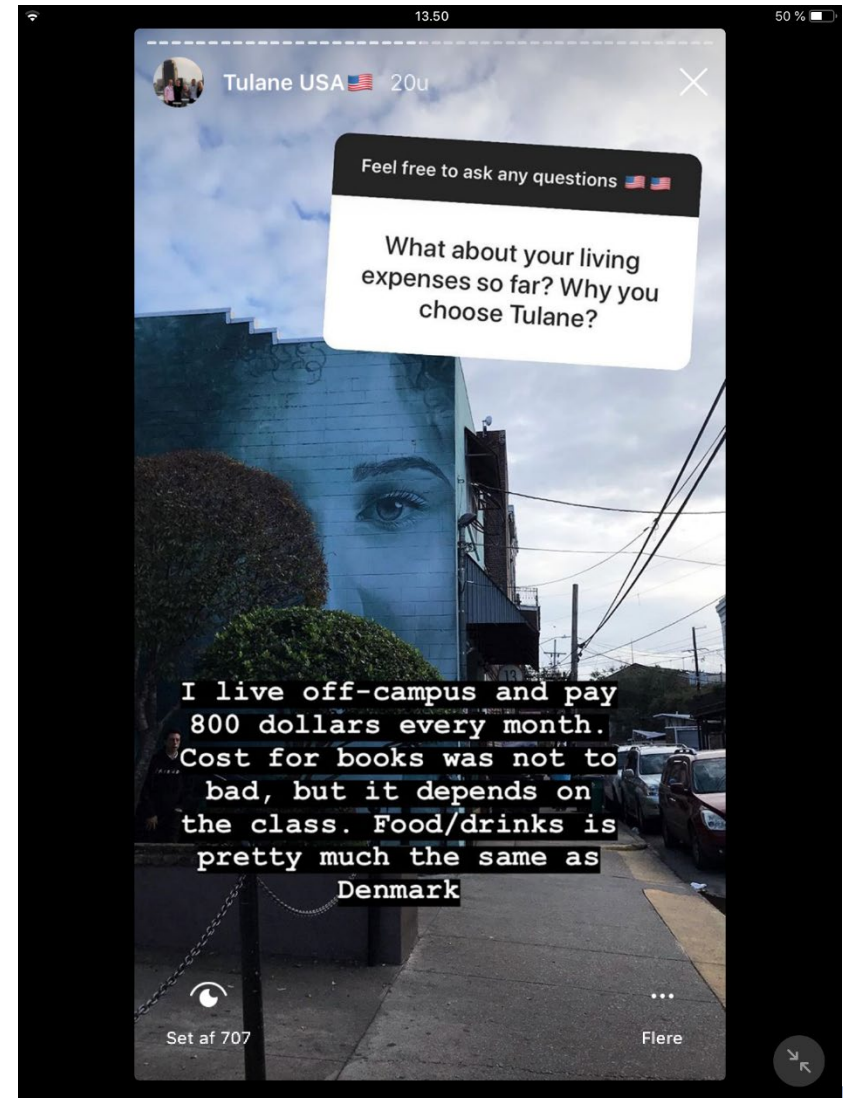 13.50
50 %
Tulane USA🇺🇸 20u
Feel free to ask any questions 🇺🇸 🇺🇸
What about your living
expenses so far? Why you
choose Tulane?
13
I live off-campus and pay
800 dollars every month.
Cost for books was not to
bad, but it depends on
the class. Food/drinks is
pretty much the same as
Denmark
Set af 707
Flere